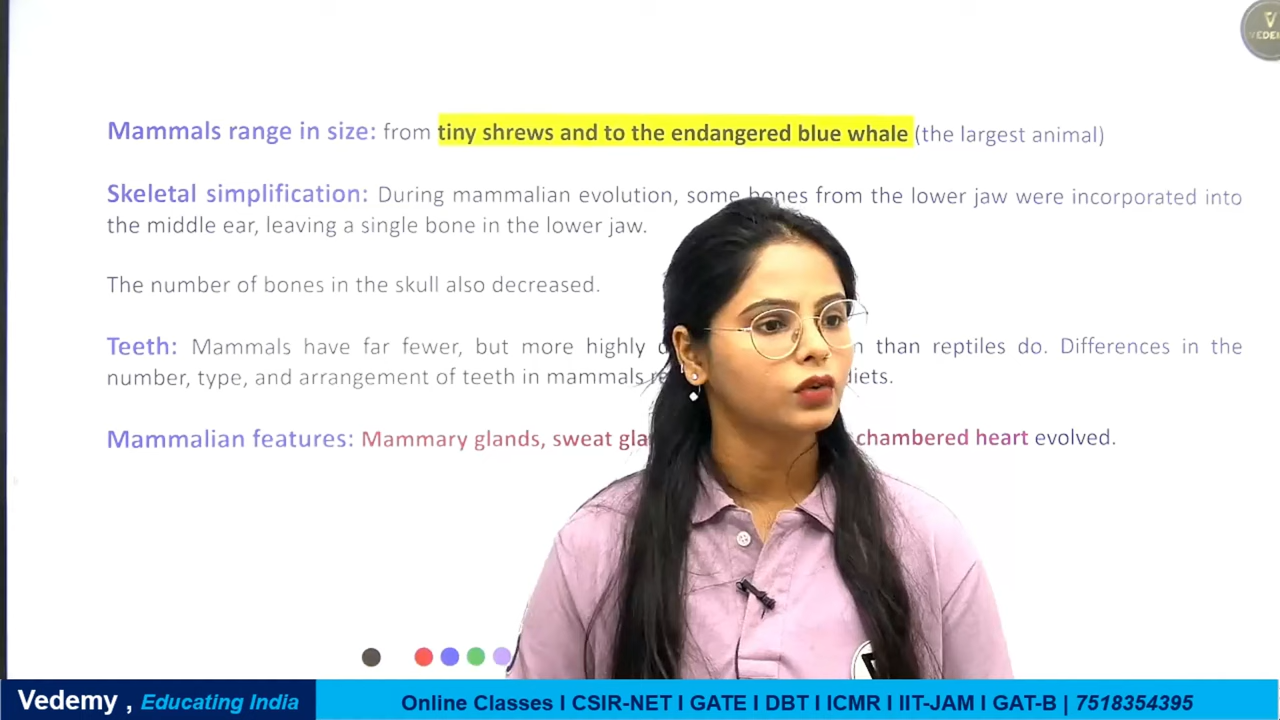 VEDEM
Mammals range in size: from tiny shrews and to the endangered blue whale (the largest animal)
Skeletal simplification: During mammalian evolution, some bones from the lower jaw were incorporated into
the middle ear, leaving a single bone in the lower jaw.
The number of bones in the skull also decreased.
Teeth: Mammals have far fewer, but more highly than reptiles do. Differences in the
number, type, and arrangement of teeth in mammals diets.
Mammalian features: Mammary glands, sweat chambered heart evolved.
Vedemy , Educating India
Online Classes I CSIR-NET I GATE I DBT I ICMR I IIT-JAM I GAT-B | 7518354395